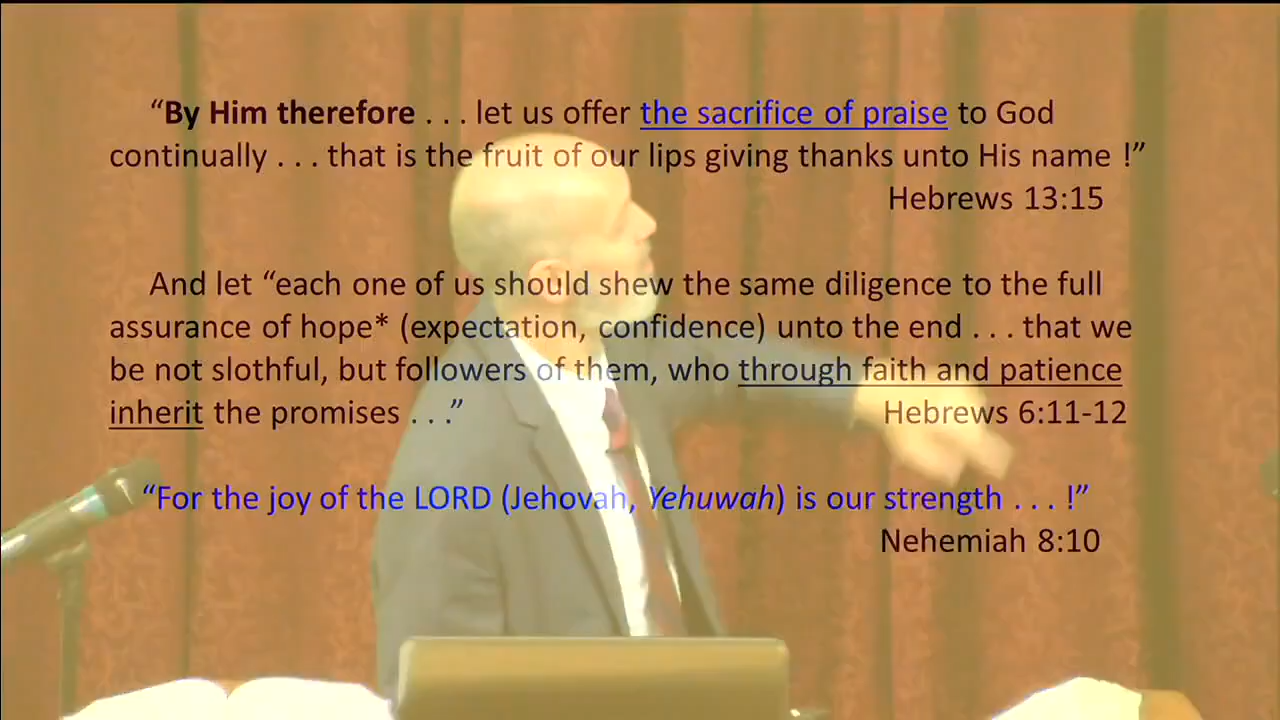 “By Him therefore . . . let us offer the sacrifice of praise to God
continually . . . that is the fruit of our lips giving thanks unto His name !”
Hebrews 13:15
And let “each one of us should shew the same diligence to the full
assurance of hope* (expectation, confidence) unto the end . . . that we
be not slothful, but followers of them, who through faith and patience
inherit the promises . . .” Hebrews 6:11-12
“For the joy of the LORD (Jehovah, Yehuwah) is our strength . . . !”
Nehemiah 8:10